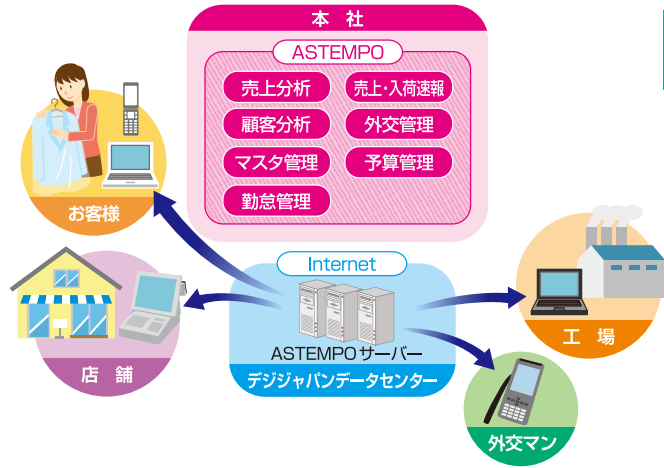 本 社
ASTEMPO
売上分析
売上・入荷速報
顧客分析
外交管理
マスタ管理
予算管理
勤怠管理
お客様
Internet
ASTEMPOサーバー
デジジャパンデータセンター
店 舗
工 場
外交マン